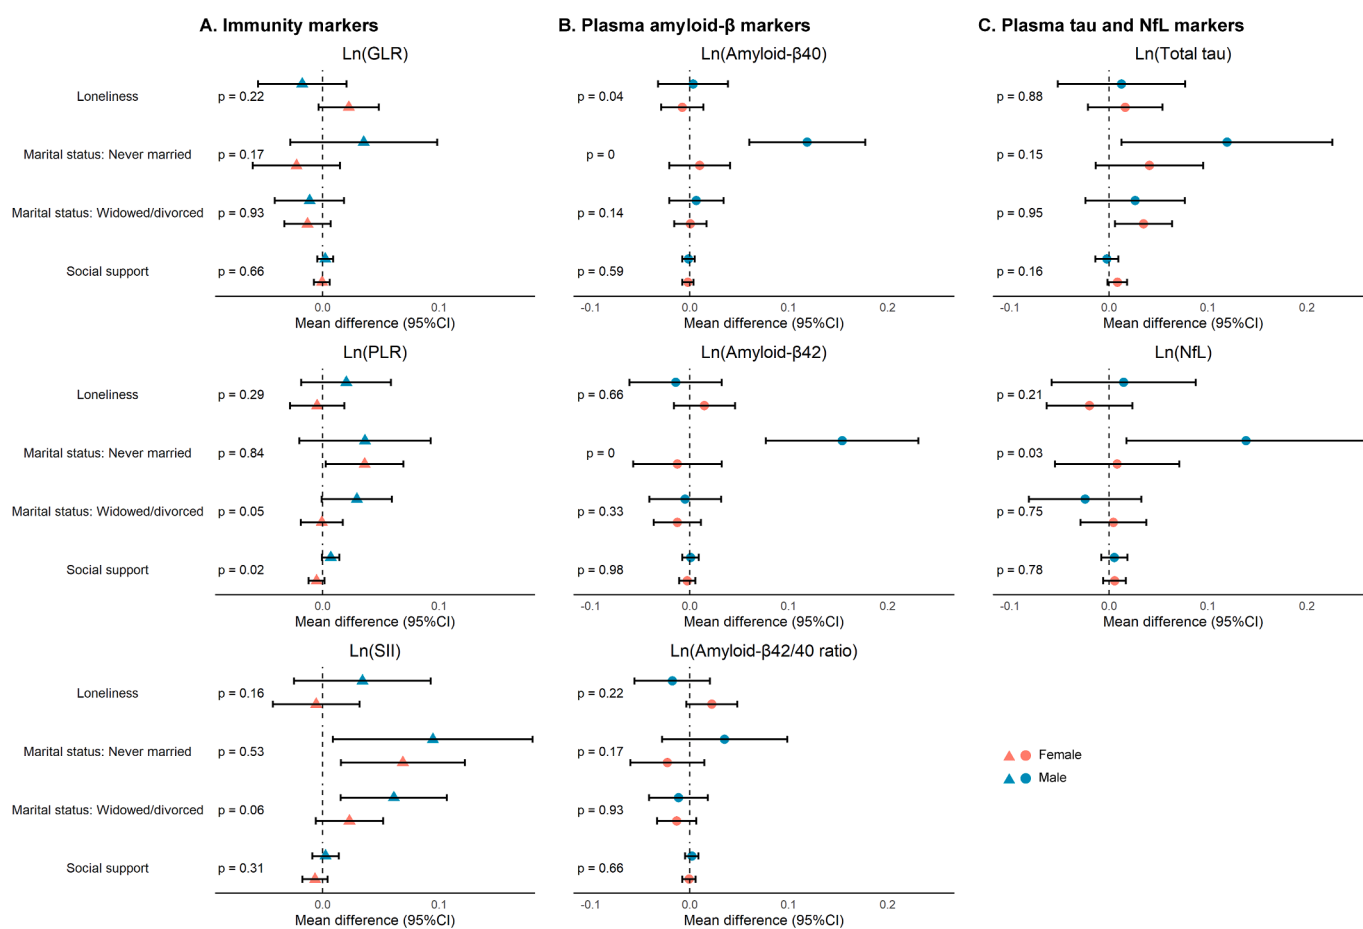 A. Immunity markers
Ln(GLR)
Loneliness
p = 0.22
Marital status: Never married
p = 0.17
Marital status: Widowed/divorced
p = 0.93
Social support
p = 0.66
0.0 0.1
Mean difference (95%CI)
Ln(PLR)
Loneliness
p = 0.29
Marital status: Never married
p = 0.84
Marital status: Widowed/divorced
p = 0.05
Social support
p = 0.02
0.0 0.1
Mean difference (95%CI)
Ln(SII)
Loneliness
p = 0.16
Marital status: Never married
p = 0.53
Marital status: Widowed/divorced
p = 0.06
Social support
p = 0.31
0.0 0.1
Mean difference (95%CI)
B. Plasma amyloid-β markers
Ln(Amyloid-β40)
p = 0.04
p = 0
p = 0.14
p = 0.59
-0.1 0.0 0.1 0.2
Mean difference (95%CI)
Ln(Amyloid-β42)
p = 0.66
p = 0
p = 0.33
p = 0.98
-0.1 0.0 0.1 0.2
Mean difference (95%CI)
Ln(Amyloid-β42/40 ratio)
p = 0.22
p = 0.17
p = 0.93
p = 0.66
-0.1 0.0 0.1 0.2
Mean difference (95%CI)
C. Plasma tau and NfL markers
Ln(Total tau)
p = 0.88
p = 0.15
p = 0.95
p = 0.16
-0.1 0.0 0.1 0.2
Mean difference (95%CI)
Ln(NfL)
p = 0.21
p = 0.03
p = 0.75
p = 0.78
-0.1 0.0 0.1 0.2
Mean difference (95%CI)
Female
Male